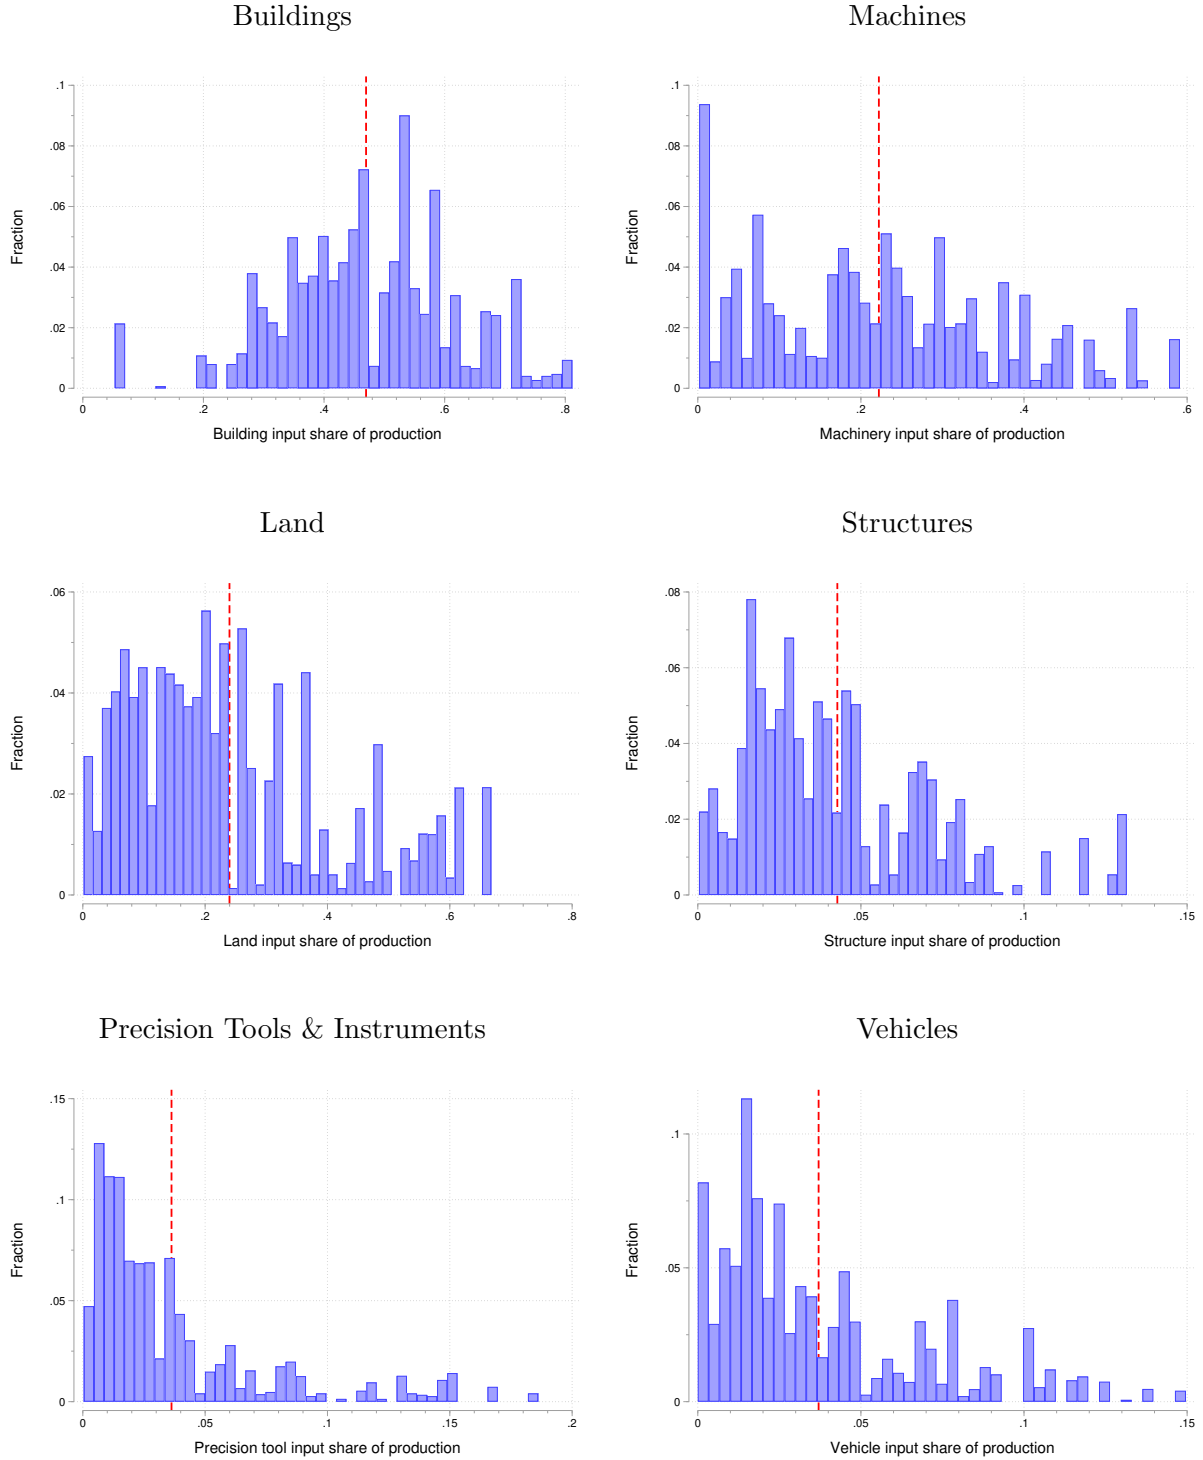 Buildings
.1
.08
.06
.04
.02
0
Fraction
0 .2 .4 .6 .8
Building input share of production
Machines
.1
.08
.06
.04
.02
0
Fraction
0 .2 .4 .6
Machinery input share of production
Land
.06
.04
.02
0
Fraction
0 .2 .4 .6 .8
Land input share of production
Structures
.08
.06
.04
.02
0
Fraction
0 .05 .1 .15
Structure input share of production
Precision Tools & Instruments
.15
.1
.05
0
Fraction
0 .05 .1 .15 .2
Precision tool input share of production
Vehicles
.1
.05
0
Fraction
0 .05 .1 .15
Vehicle input share of production